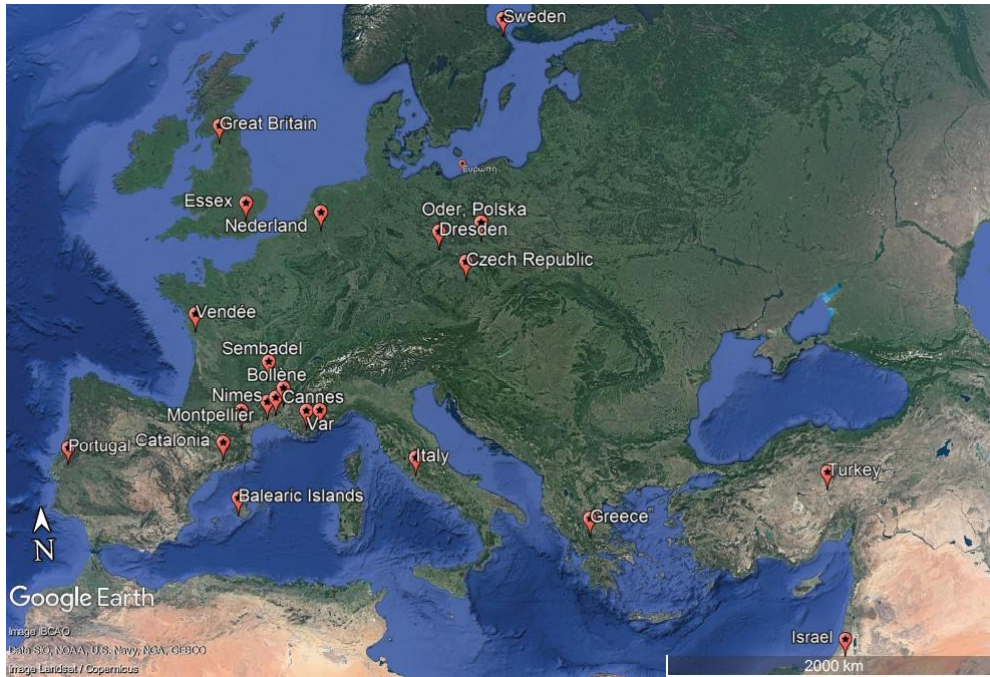 Sweden
Great Britain
Essex
Nederland
Oder, Polska
Dresden
Czech Republic
Ευρώπη
Vendée
Sembadel
Bollène
Nimes
Cannes
Montpellier
Var
Portugal
Catalonia
Italy
Turkey
Balearic Islands
Greece
N
Google Earth
Image IBCAO
Data SIO, NOAA, U.S. Navy, NGA, GEBCO
Image Landsat / Copernicus
Israel
2000 km